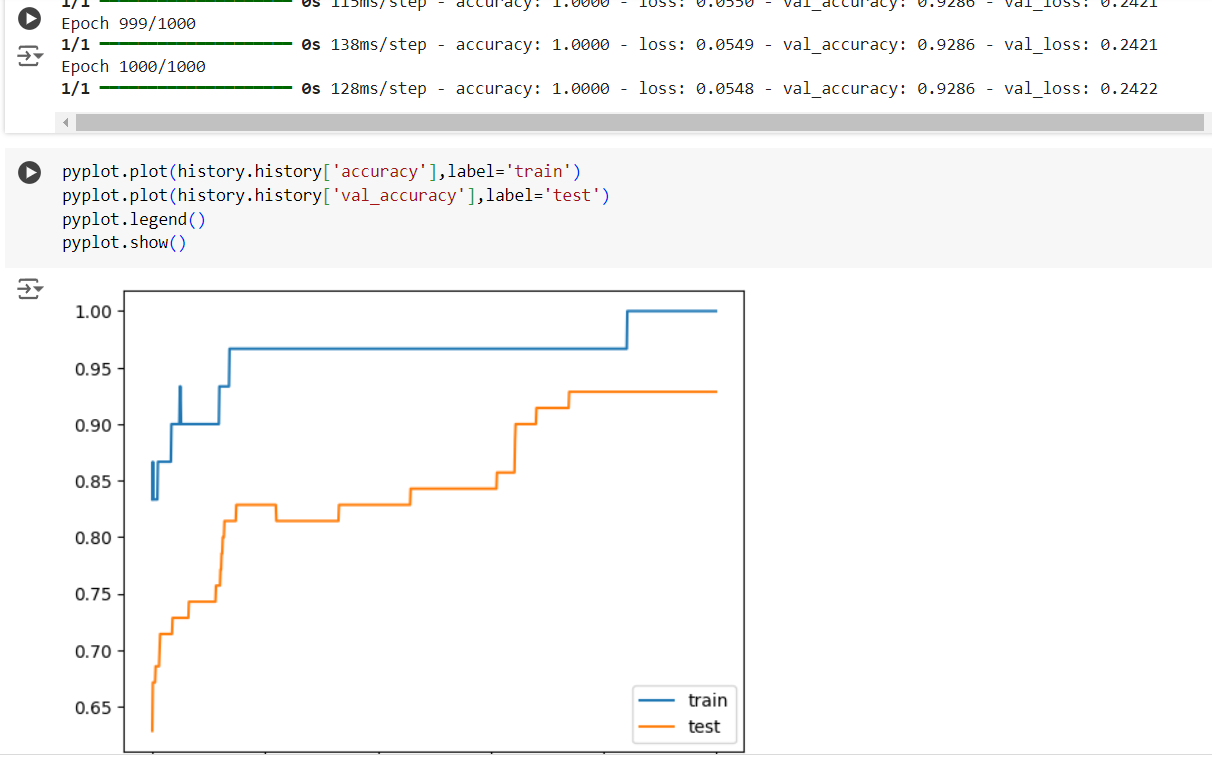 1/1 ━━━━━━━━━━━━━━━━━━━━ 0s 115ms/step - accuracy: 1.0000 - loss: 0.0550 - val_accuracy: 0.9286 - val_loss: 0.2421
Epoch 999/1000
1/1 ━━━━━━━━━━━━━━━━━━━━ 0s 138ms/step - accuracy: 1.0000 - loss: 0.0549 - val_accuracy: 0.9286 - val_loss: 0.2421
Epoch 1000/1000
1/1 ━━━━━━━━━━━━━━━━━━━━ 0s 128ms/step - accuracy: 1.0000 - loss: 0.0548 - val_accuracy: 0.9286 - val_loss: 0.2422
pyplot.plot(history.history['accuracy'],label='train')
pyplot.plot(history.history['val_accuracy'],label='test')
pyplot.legend()
pyplot.show()
1.00
0.95
0.90
0.85
0.80
0.75
0.70
0.65
train
test